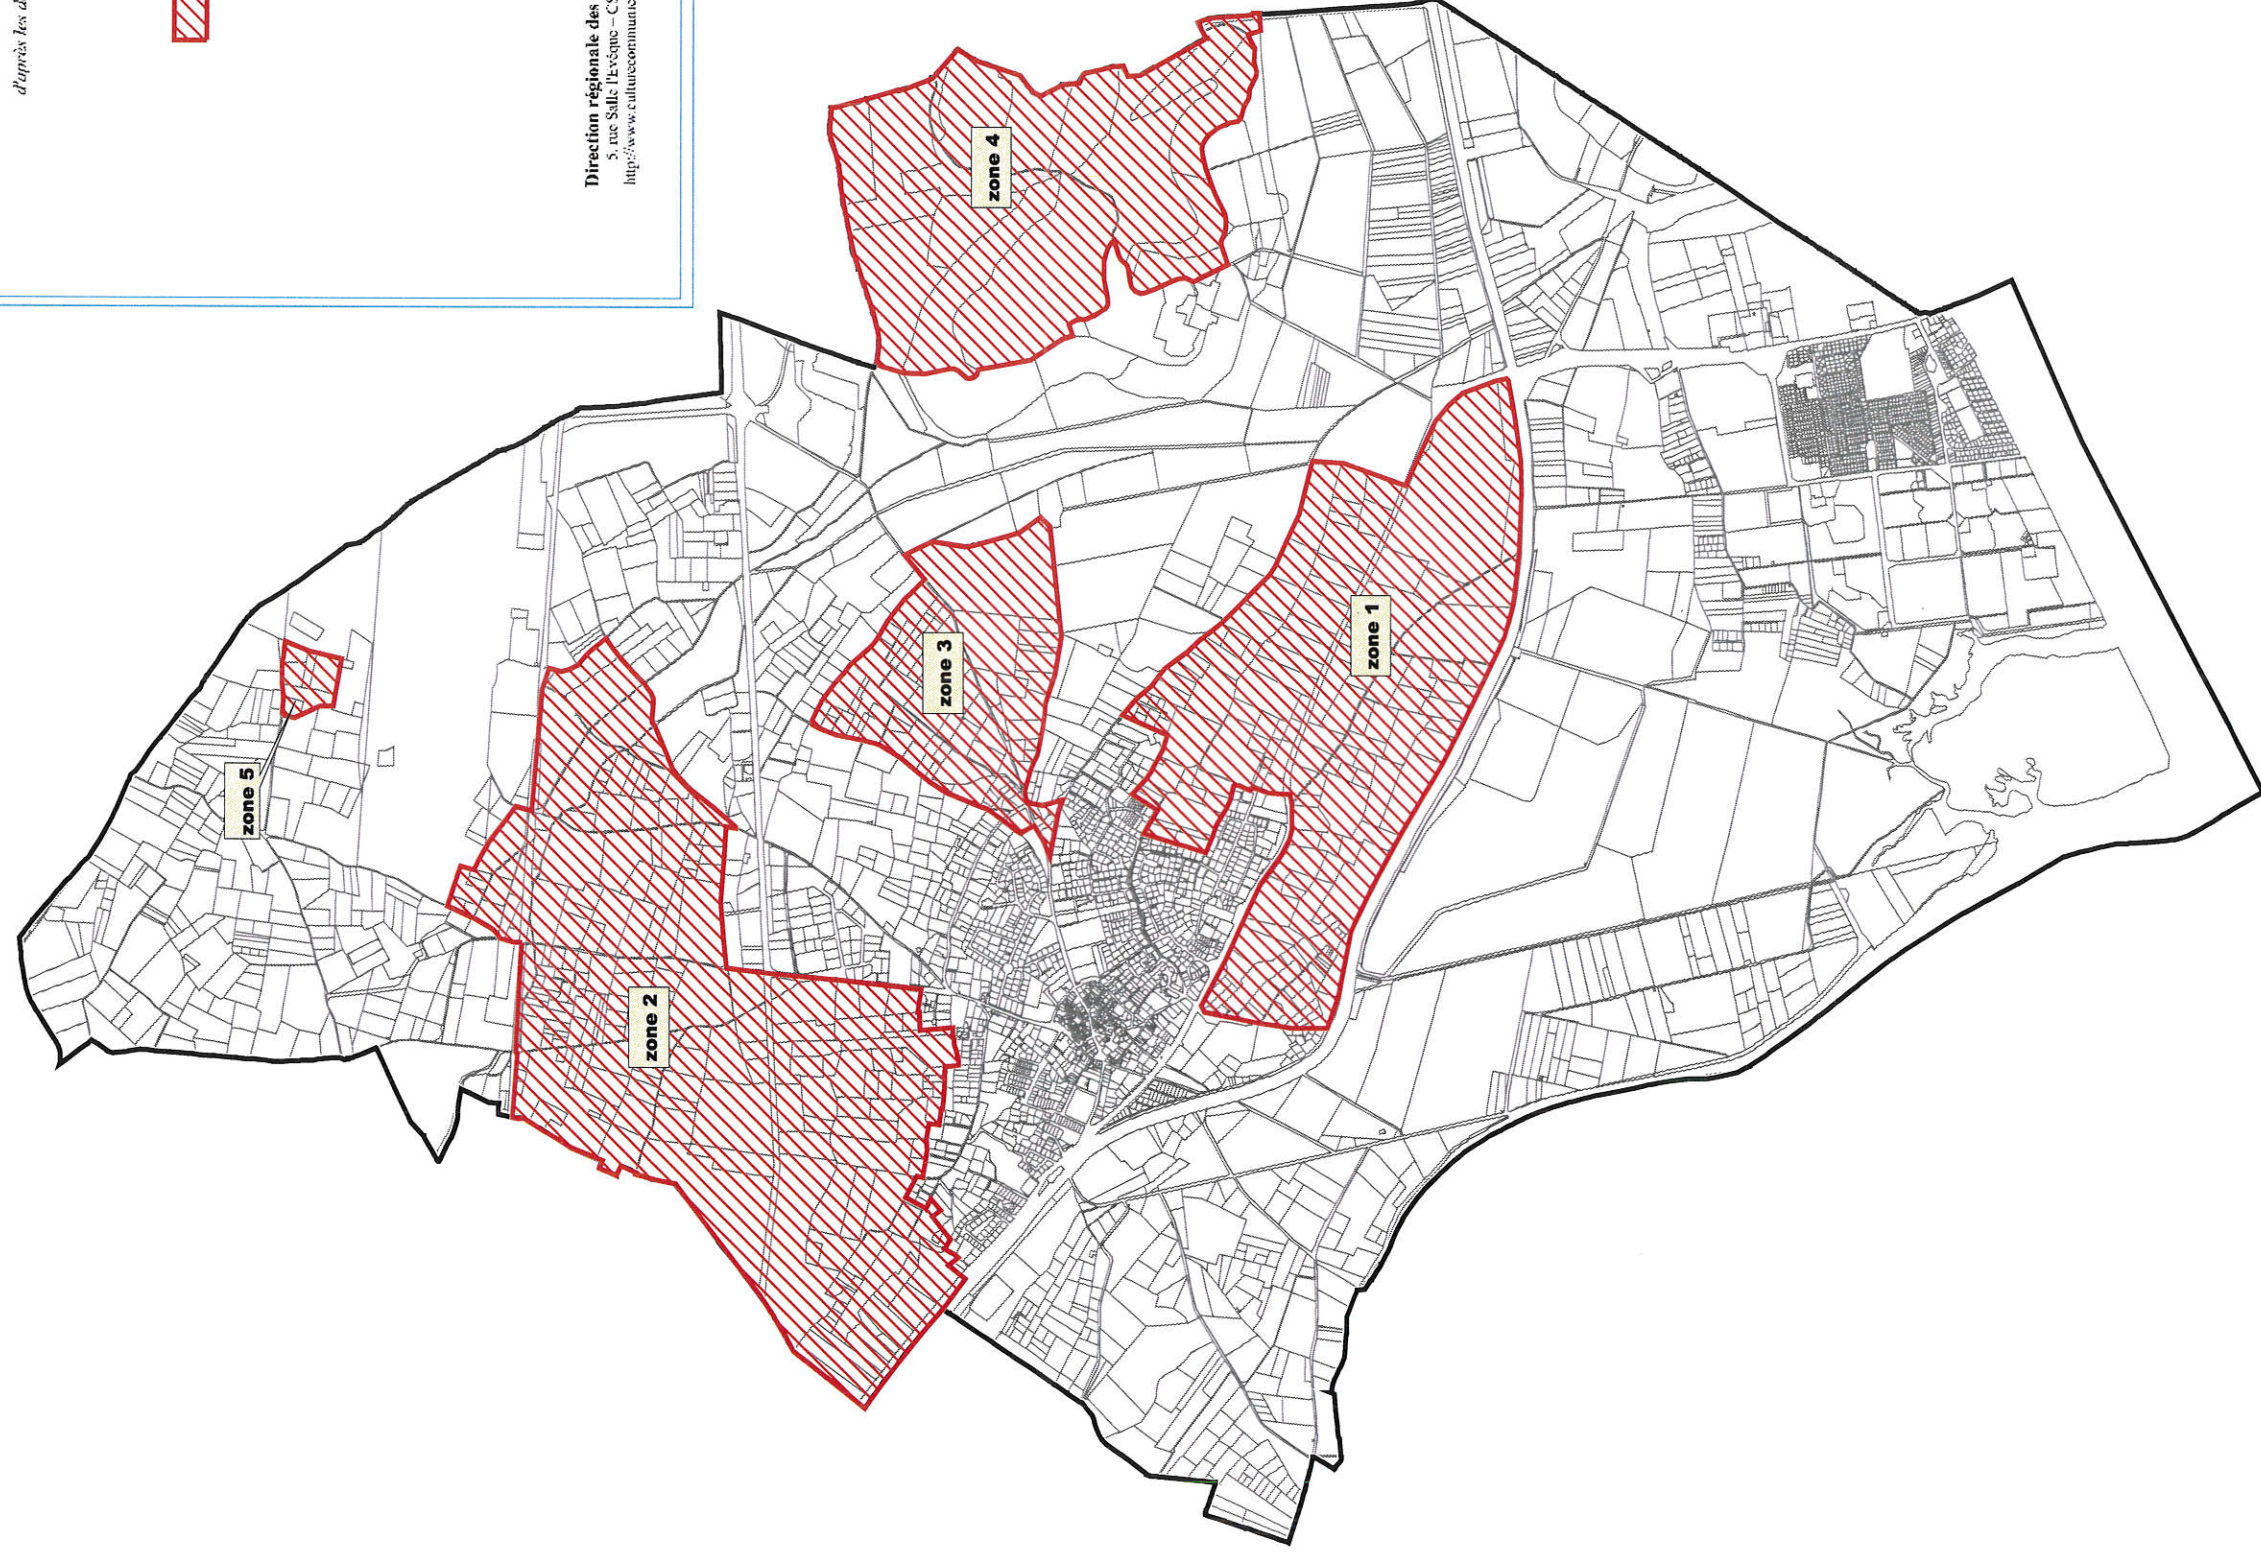 d'après les d
Direction régionale des
5, rue Salle l'Evêque – CS
http://www.culturecommunic
zone 5
zone 2
zone 3
zone 4
zone 1